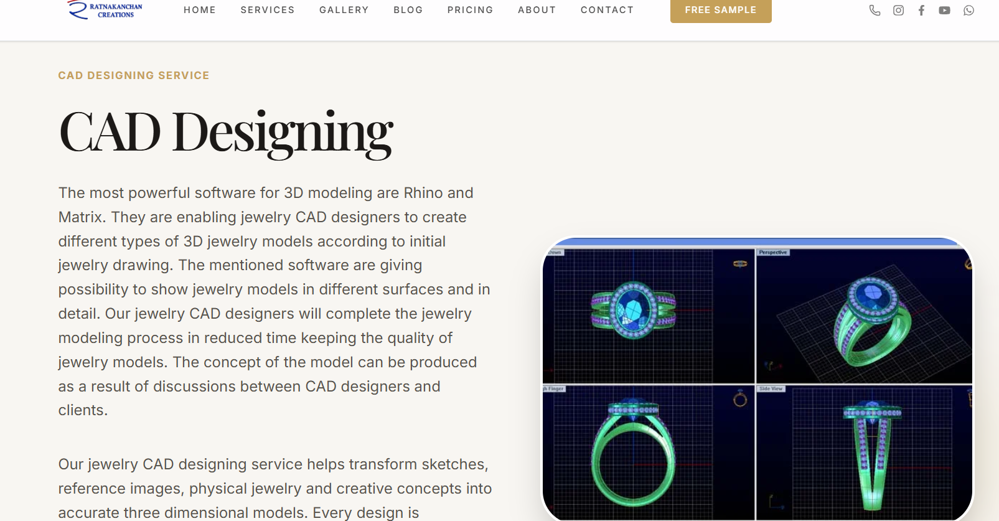 RATNAKANCHAN
CREATIONS
HOME SERVICES GALLERY BLOG PRICING ABOUT CONTACT FREE SAMPLE
CAD DESIGNING SERVICE
CAD Designing
The most powerful software for 3D modeling are Rhino and
Matrix. They are enabling jewelry CAD designers to create
different types of 3D jewelry models according to initial
jewelry drawing. The mentioned software are giving
possibility to show jewelry models in different surfaces and in
detail. Our jewelry CAD designers will complete the jewelry
modeling process in reduced time keeping the quality of
jewelry models. The concept of the model can be produced
as a result of discussions between CAD designers and
clients.
Our jewelry CAD designing service helps transform sketches,
reference images, physical jewelry and creative concepts into
accurate three dimensional models. Every design is
Perspective
Finger
Side View